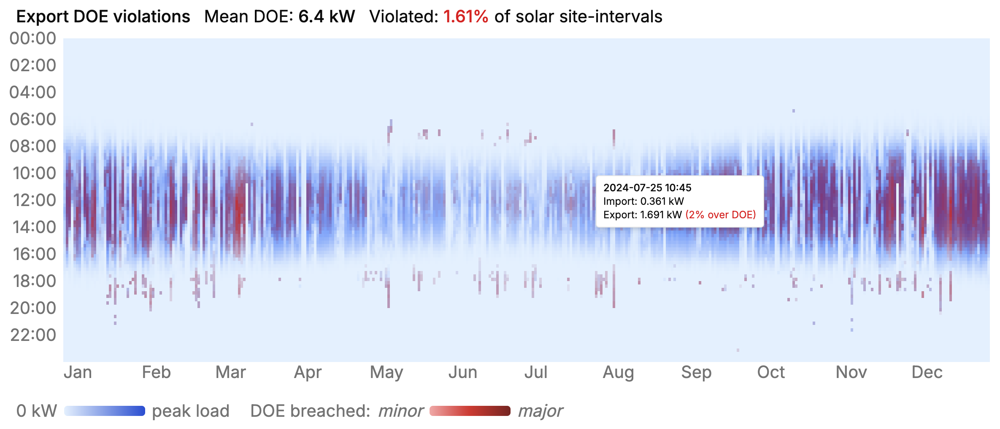 Export DOE violations Mean DOE: 6.4 kW Violated: 1.61% of solar site-intervals
00:00
02:00
04:00
06:00
08:00
10:00
12:00
14:00
16:00
18:00
20:00
22:00
2024-07-25 10:45
Import: 0.361 kW
Export: 1.691 kW (2% over DOE)
Jan Feb Mar Apr May Jun Jul Aug Sep Oct Nov Dec
0 kW peak load DOE breached: minor major